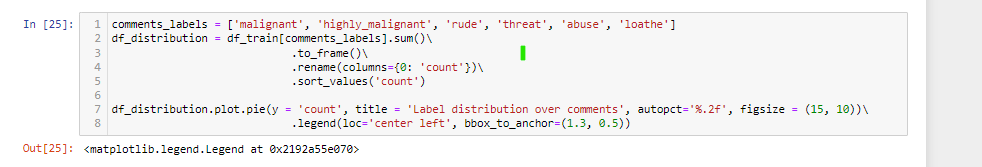 In [25]:
1 comments_labels = ['malignant', 'highly_malignant', 'rude', 'threat', 'abuse', 'loathe']
2 df_distribution = df_train[comments_labels].sum()\
3 .to_frame()\
4 .rename(columns={0: 'count'})\
5 .sort_values('count')
6
7 df_distribution.plot.pie(y = 'count', title = 'Label distribution over comments', autopct='%.2f', figsize = (15, 10))\
8 .legend(loc='center left', bbox_to_anchor=(1.3, 0.5))
Out[25]: <matplotlib.legend.Legend at 0x2192a55e070>